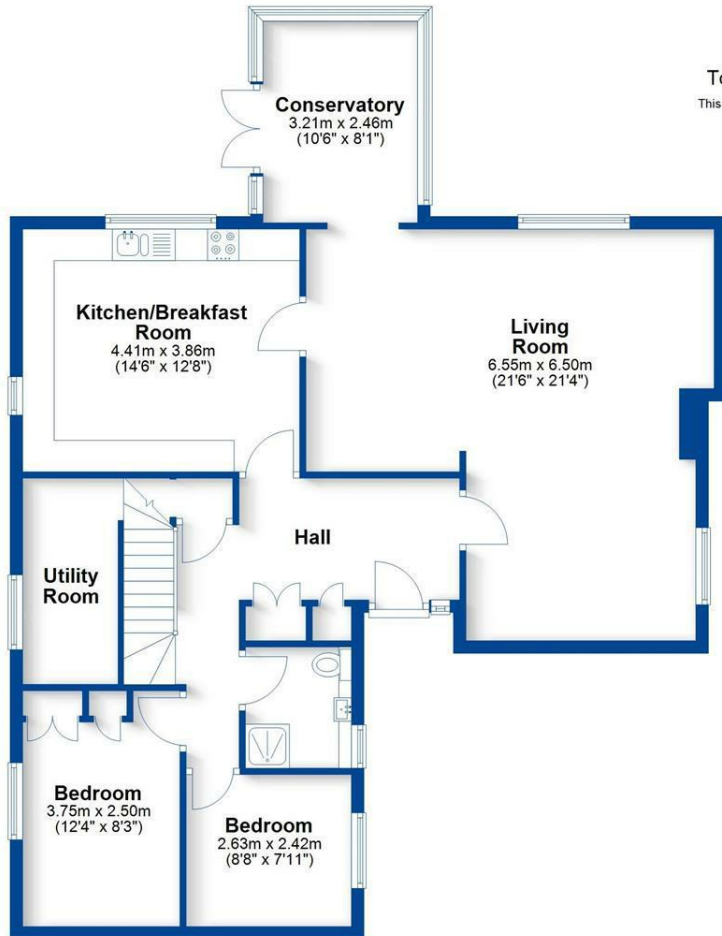 Conservatory
3.21m x 2.46m
(10'6" x 8'1")
To
This
Kitchen/Breakfast
Room
4.41m x 3.86m
(14'6" x 12'8")
Living
Room
6.55m x 6.50m
(21'6" x 21'4")
Hall
Utility
Room
Bedroom
3.75m x 2.50m
(12'4" x 8'3")
Bedroom
2.63m x 2.42m
(8'8" x 7'11")